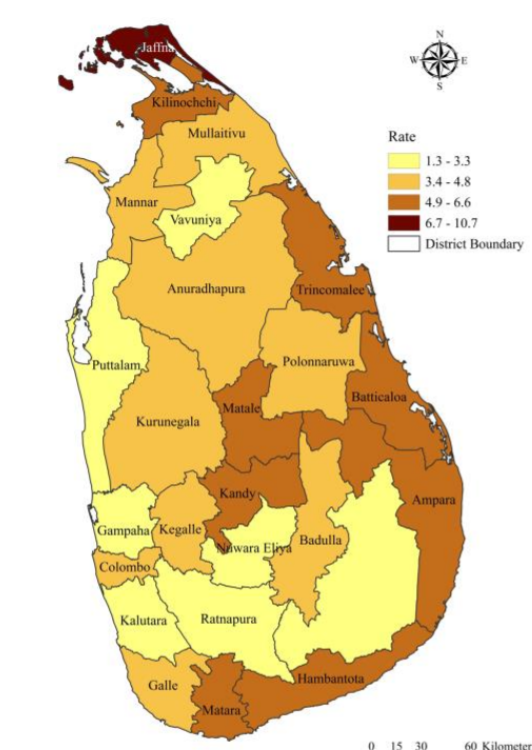 N
W E
S
Jaffna
Kilinochchi
Mullaitivu
Rate
1.3 - 3.3
3.4 - 4.8
4.9 - 6.6
6.7 - 10.7
District Boundary
Mannar
Vavuniya
Anuradhapura
Trincomalee
Puttalam
Polonnaruwa
Batticaloa
Matale
Kurunegala
Kandy
Ampara
Gampaha
Kegalle
Nuwara Eliya
Badulla
Colombo
Kalutara
Ratnapura
Galle
Hambantota
Matara
0 15 30 60 Kilometer